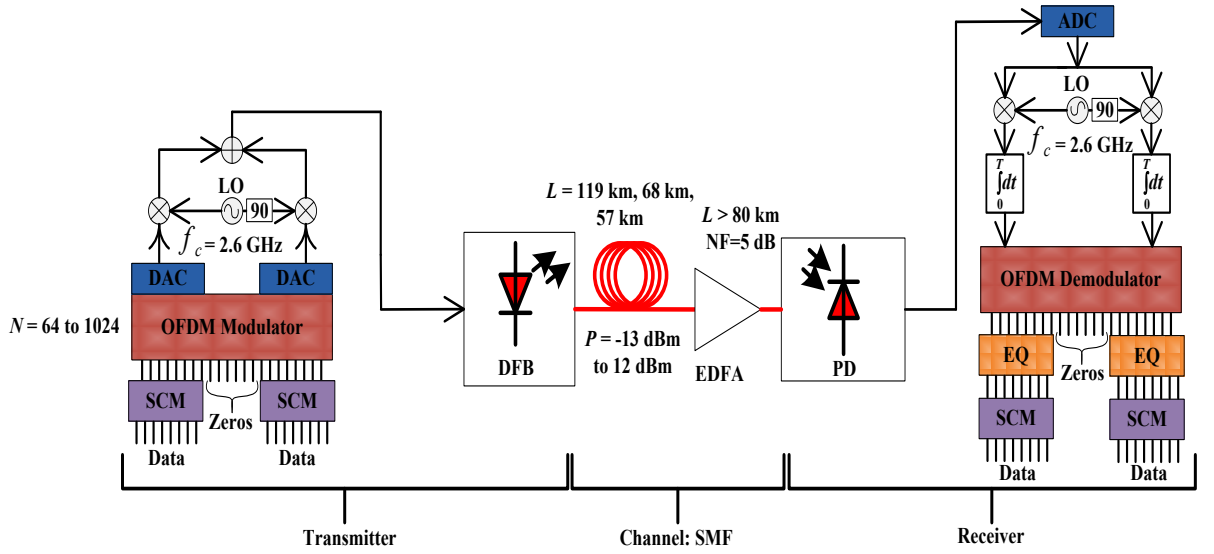 ADC
LO
90
f_c = 2.6 GHz
T
∫dt
0
T
∫dt
0
OFDM Demodulator
EQ
Zeros
EQ
SCM
SCM
Data
Data
LO
90
f_c = 2.6 GHz
DAC
DAC
N = 64 to 1024
OFDM Modulator
SCM
Zeros
SCM
Data
Data
L = 119 km, 68 km,
57 km
L > 80 km
NF=5 dB
P = -13 dBm
to 12 dBm
DFB
EDFA
PD
Transmitter
Channel: SMF
Receiver